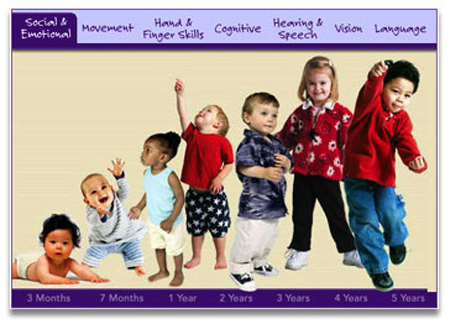 Social &
Emotional
Movement
Hand &
Finger Skills
Cognitive
Hearing &
Speech
Vision
Language
3 Months
7 Months
1 Year
2 Years
3 Years
4 Years
5 Years